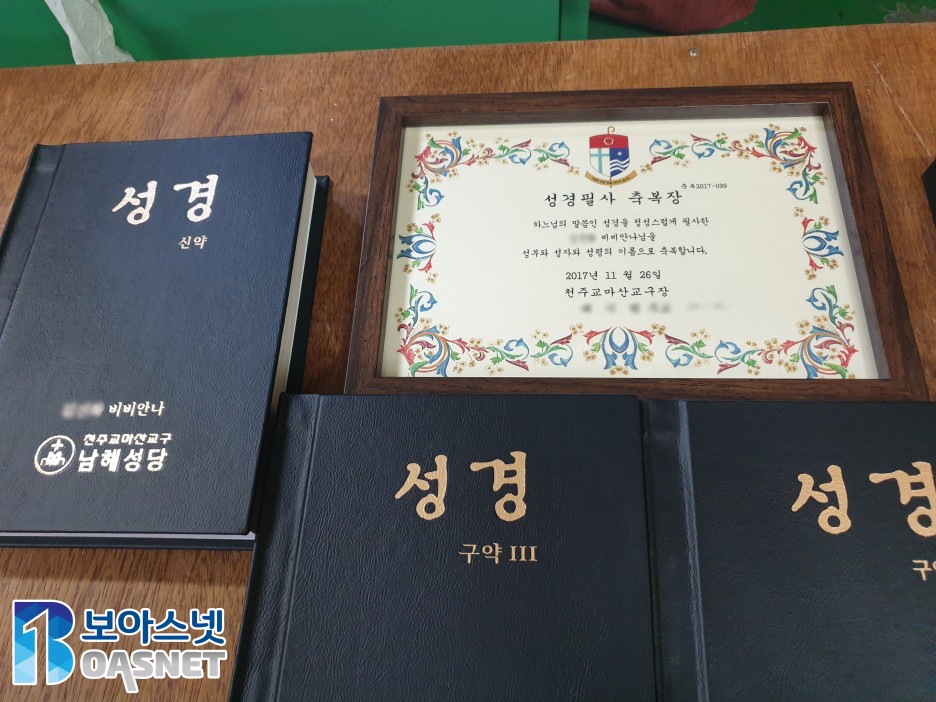 성경
신약
비비안나
천주교마산교구
남해성당
축복2017-099
성경필사 축복장
하느님의 말씀인 성경을 정성스럽게 필사한
비비안나님을
성부와 성자와 성령의 이름으로 축복합니다.
2017년 11월 26일
천주교마산교구장
성경
구약 III
성경
보아스넷
BOASNET